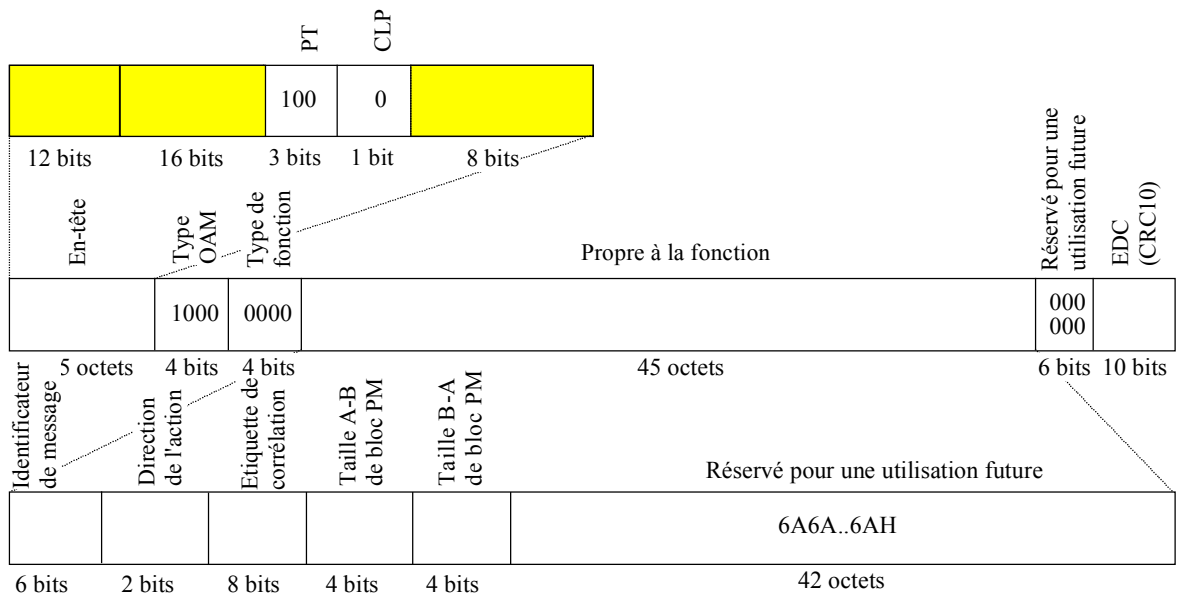 PT
CLP
100
0
12 bits
16 bits
3 bits
1 bit
8 bits
En-tête
Type
OAM
Type de
fonction
Propre à la fonction
Réservé pour une
utilisation future
EDC
(CRC10)
1000
0000
000
000
5 octets
4 bits
4 bits
45 octets
6 bits
10 bits
Identificateur
de message
Direction
de l'action
Etiquette de
corrélation
Taille A-B
de bloc PM
Taille B-A
de bloc PM
Réservé pour une utilisation future
6A6A..6AH
6 bits
2 bits
8 bits
4 bits
4 bits
42 octets